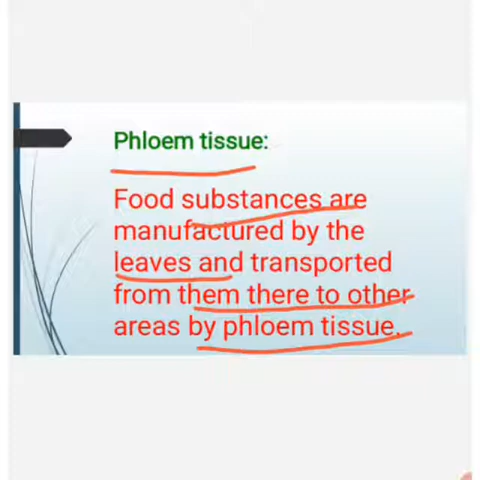 Phloem tissue:
Food substances are
manufactured by the
leaves and transported
from them there to other
areas by phloem tissue.